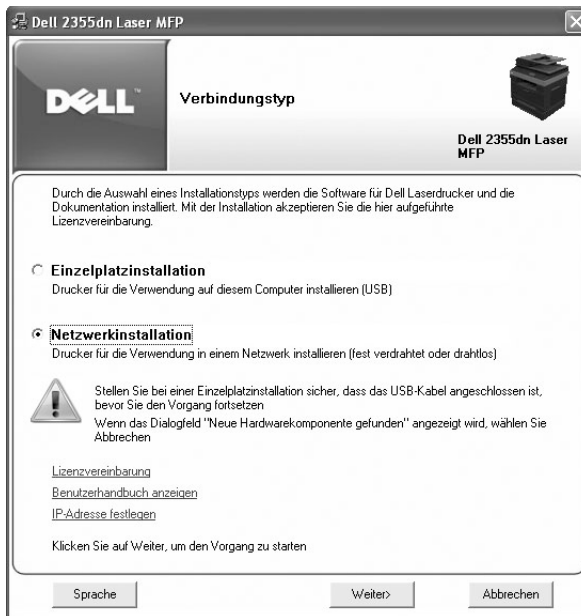 Dell 2355dn Laser MFP
DELL™
Verbindungstyp
Dell 2355dn Laser
MFP
Durch die Auswahl eines Installationstyps werden die Software für Dell Laserdrucker und die
Dokumentation installiert. Mit der Installation akzeptieren Sie die hier aufgeführte
Lizenzvereinbarung.
Einzelplatzinstallation
Drucker für die Verwendung auf diesem Computer installieren (USB)
Netzwerkinstallation
Drucker für die Verwendung in einem Netzwerk installieren (fest verdrahtet oder drahtlos)
Stellen Sie bei einer Einzelplatzinstallation sicher, dass das USB-Kabel angeschlossen ist,
bevor Sie den Vorgang fortsetzen
Wenn das Dialogfeld "Neue Hardwarekomponente gefunden" angezeigt wird, wählen Sie
Abbrechen
Lizenzvereinbarung
Benutzerhandbuch anzeigen
IP-Adresse festlegen
Klicken Sie auf Weiter, um den Vorgang zu starten
Sprache
Weiter>
Abbrechen